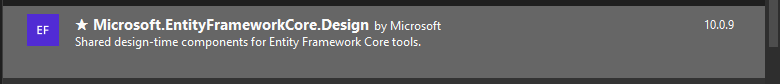 EF
★ Microsoft.EntityFrameworkCore.Design by Microsoft
10.0.9
Shared design-time components for Entity Framework Core tools.